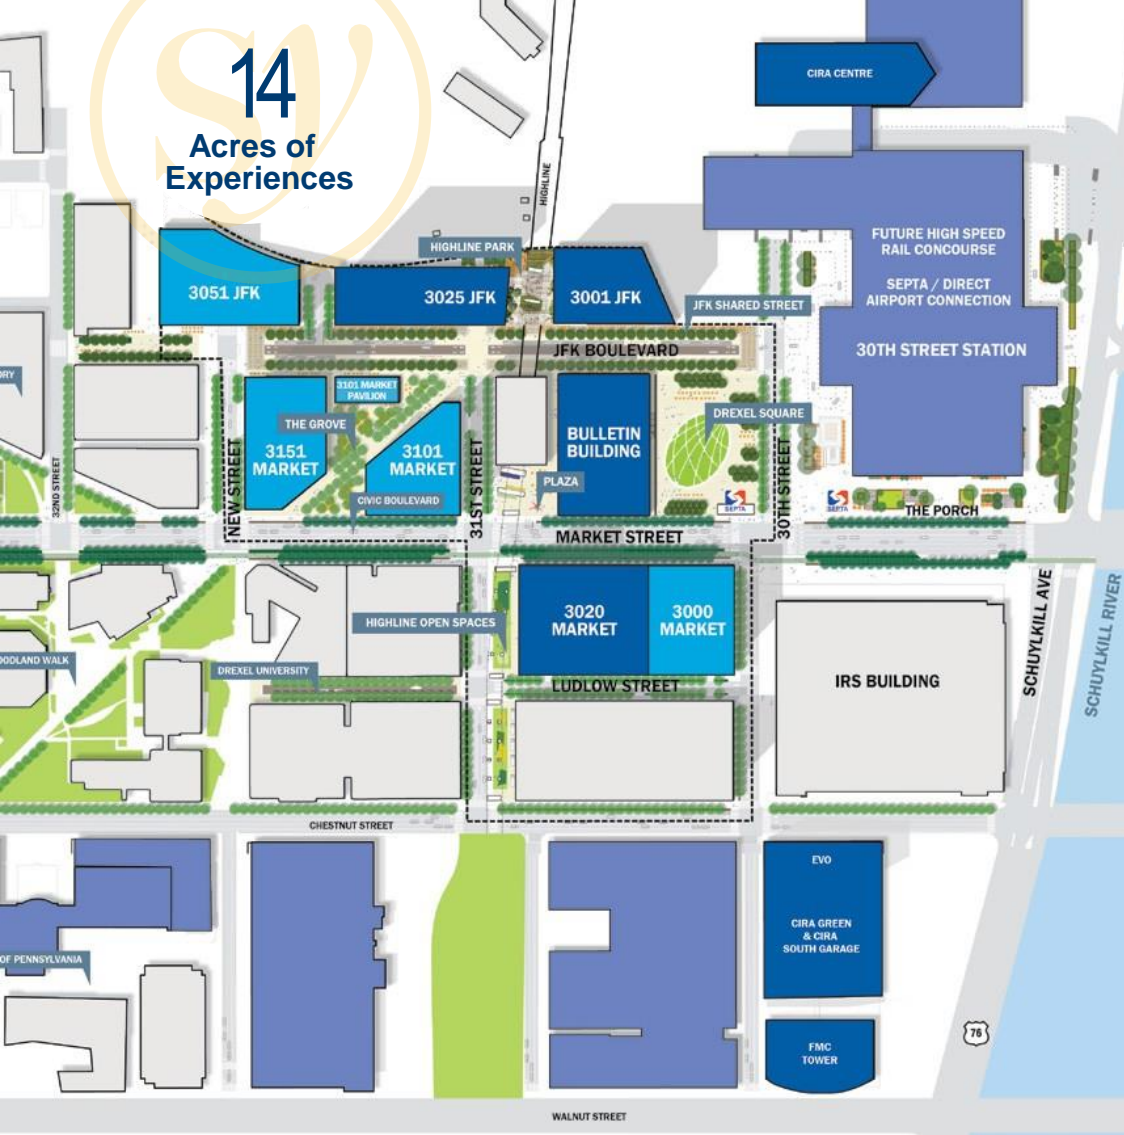 14
Acres of
Experiences
CIRA CENTRE
HIGHLINE
HIGHLINE PARK
FUTURE HIGH SPEED
RAIL CONCOURSE
SEPTA / DIRECT
AIRPORT CONNECTION
30TH STREET STATION
3051 JFK
3025 JFK
3001 JFK
JFK SHARED STREET
JFK BOULEVARD
3101 MARKET
PAVILION
THE GROVE
3151
MARKET
3101
MARKET
CIVIC BOULEVARD
BULLETIN
BUILDING
DREXEL SQUARE
PLAZA
32ND STREET
NEW STREET
31ST STREET
30TH STREET
SEPTA
SEPTA
THE PORCH
MARKET STREET
3020
MARKET
3000
MARKET
HIGHLINE OPEN SPACES
OODLAND WALK
DREXEL UNIVERSITY
LUDLOW STREET
IRS BUILDING
SCHUYLKILL AVE
SCHUYLKILL RIVER
CHESTNUT STREET
EVO
CIRA GREEN
& CIRA
SOUTH GARAGE
OF PENNSYLVANIA
76
FMC
TOWER
WALNUT STREET
ORY
sy